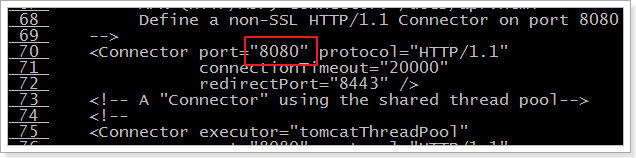 68 Define a non-SSL HTTP/1.1 Connector on port 8080
69 -->
70 <Connector port="8080" protocol="HTTP/1.1"
71 connectionTimeout="20000"
72 redirectPort="8443" />
73 <!-- A "Connector" using the shared thread pool-->
74 <!--
75 <Connector executor="tomcatThreadPool"